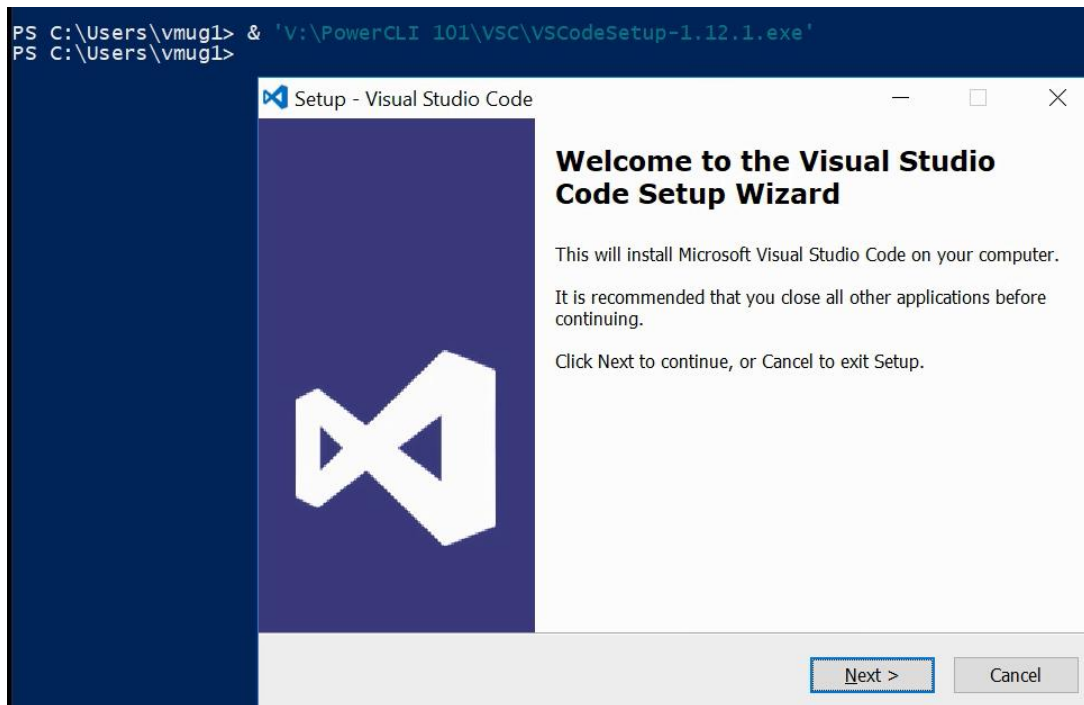 PS C:\Users\vmug1> & 'V:\PowerCLI 101\VSC\VSCodeSetup-1.12.1.exe'
PS C:\Users\vmug1>
Setup - Visual Studio Code
Welcome to the Visual Studio
Code Setup Wizard
This will install Microsoft Visual Studio Code on your computer.
It is recommended that you close all other applications before
continuing.
Click Next to continue, or Cancel to exit Setup.
Next >
Cancel